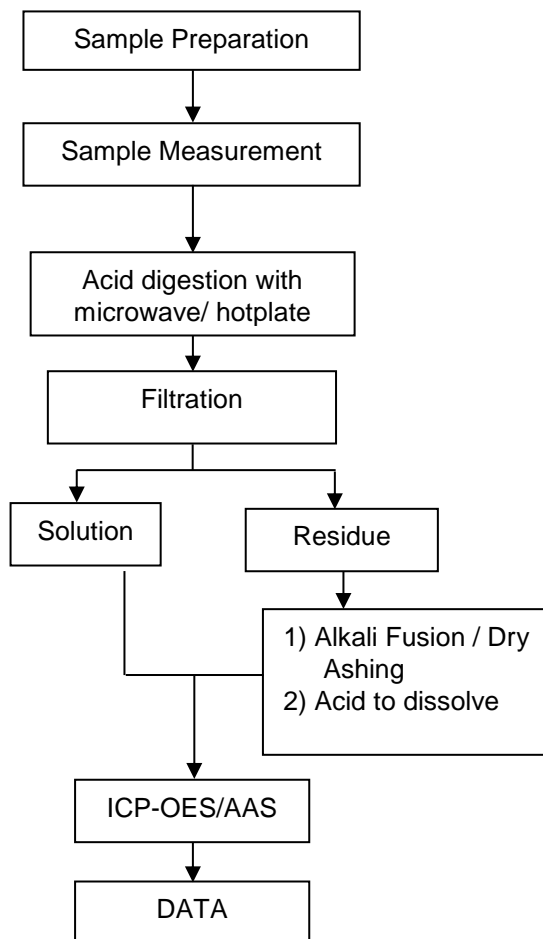 Sample Preparation
Sample Measurement
Acid digestion with
microwave/ hotplate
Filtration
Solution
Residue
1) Alkali Fusion / Dry
Ashing
2) Acid to dissolve
ICP-OES/AAS
DATA